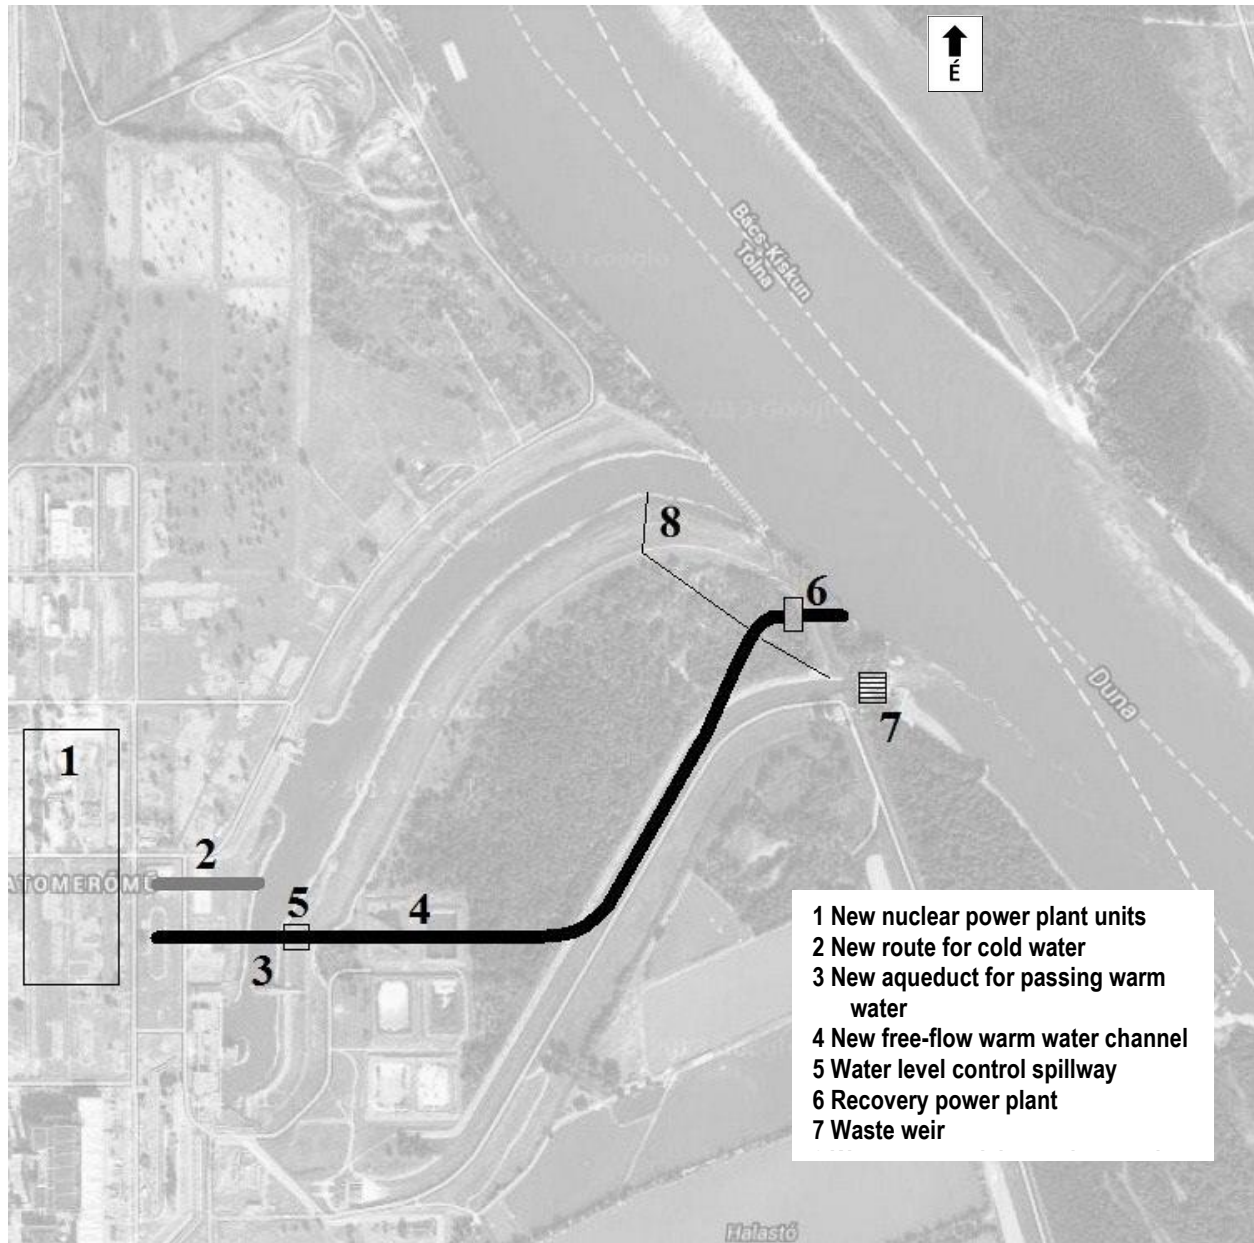 É
Bács-Kiskun
Tolna
8
6
7
Duna
1
2
ATOMERŐMŰ
5
4
3
1 New nuclear power plant units
2 New route for cold water
3 New aqueduct for passing warm
water
4 New free-flow warm water channel
5 Water level control spillway
6 Recovery power plant
7 Waste weir
Halastó